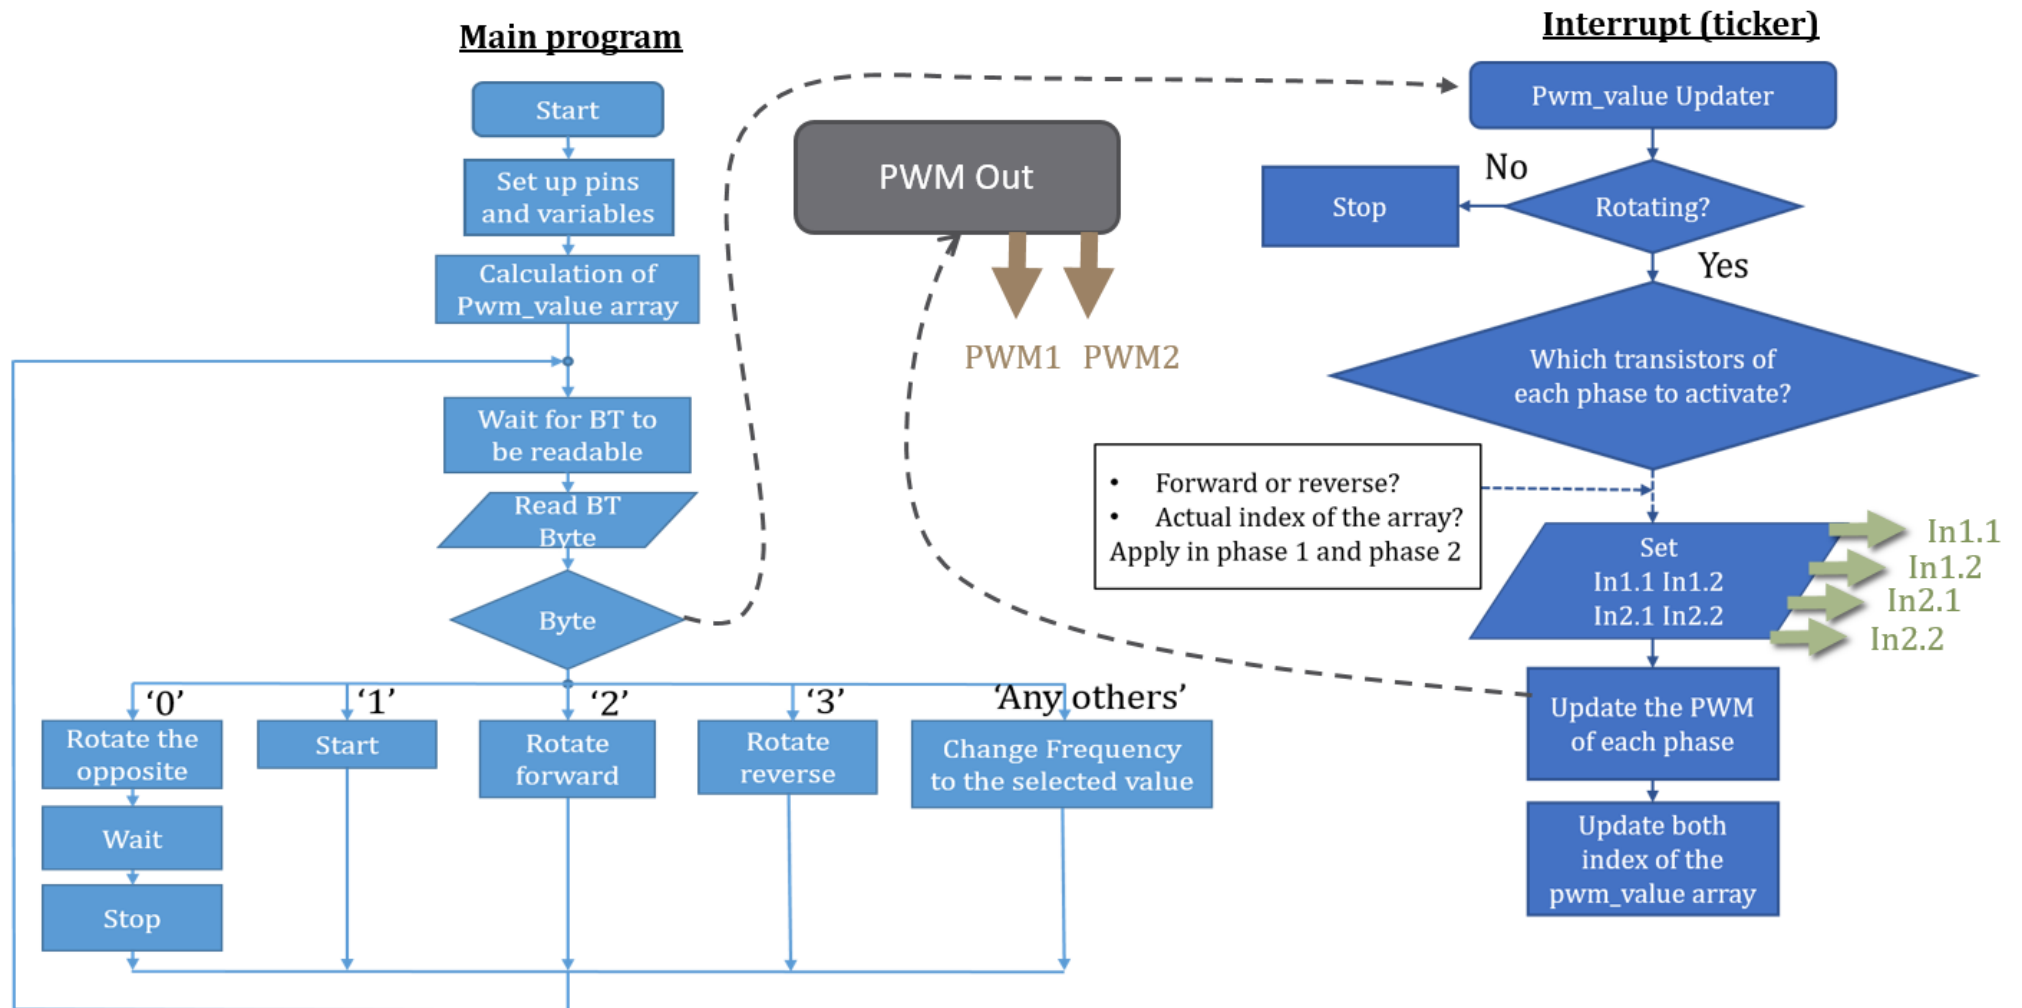 Main program
Start
Set up pins
and variables
Calculation of
Pwm_value array
Wait for BT to
be readable
Read BT
Byte
Byte
‘0’
‘1’
‘2’
‘3’
‘Any others’
Rotate the
opposite
Wait
Stop
Start
Rotate
forward
Rotate
reverse
Change Frequency
to the selected value
PWM Out
PWM1
PWM2
Interrupt (ticker)
Pwm_value Updater
Rotating?
No
Stop
Yes
Which transistors of
each phase to activate?
• Forward or reverse?
• Actual index of the array?
Apply in phase 1 and phase 2
Set
In1.1 In1.2
In2.1 In2.2
In1.1
In1.2
In2.1
In2.2
Update the PWM
of each phase
Update both
index of the
pwm_value array